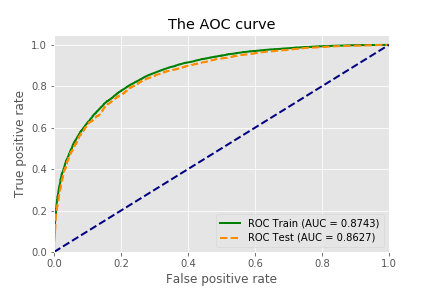 The AOC curve
True positive rate
1.0
0.8
0.6
0.4
0.2
0.0
ROC Train (AUC = 0.8743)
ROC Test (AUC = 0.8627)
0.0 0.2 0.4 0.6 0.8 1.0
False positive rate